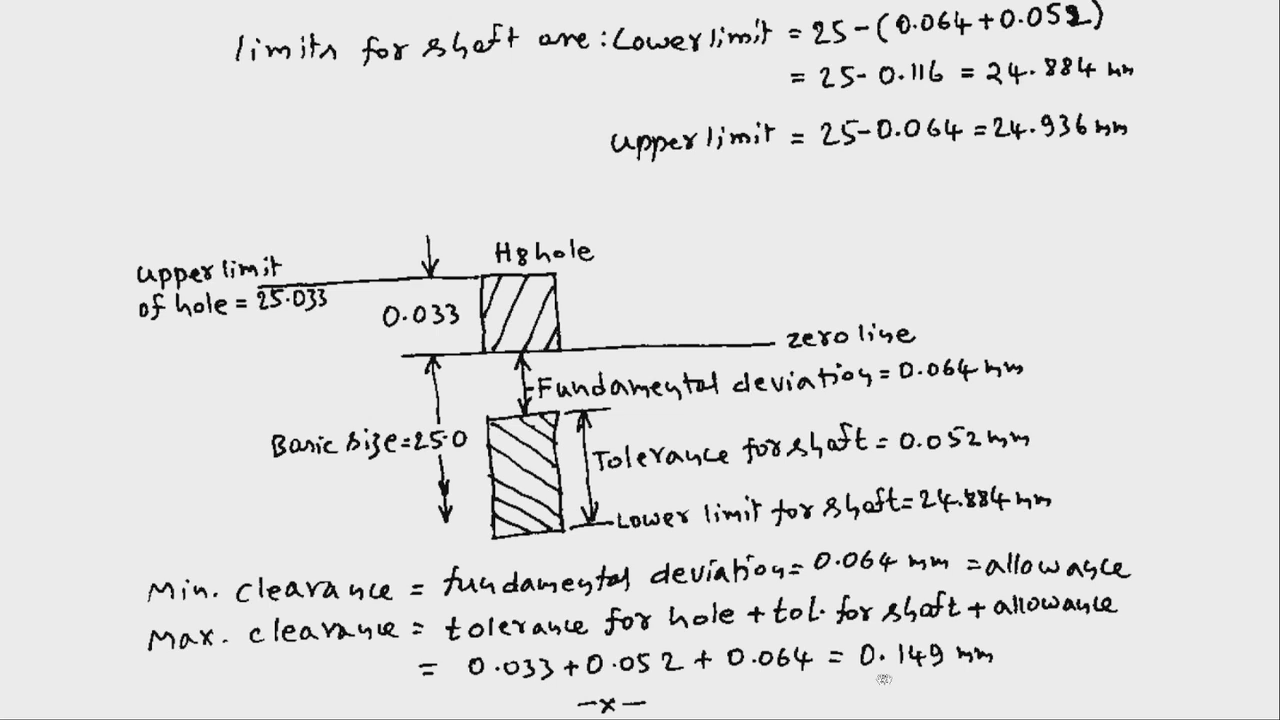 limits for shaft are : Lower limit = 25-(0.064+0.052)
= 25-0.116 = 24.884 mm
upper limit = 25-0.064 = 24.936 mm
H8 hole
upper limit
of hole = 25.033
0.033
zero line
Fundamental deviation = 0.064 mm
Basic size = 25.0
Tolerance for shaft = 0.052 mm
Lower limit for shaft = 24.884 mm
Min. clearance = fundamental deviation = 0.064 mm = allowance
Max. clearance = tolerance for hole + tol. for shaft + allowance
= 0.033 + 0.052 + 0.064 = 0.149 mm
-x-